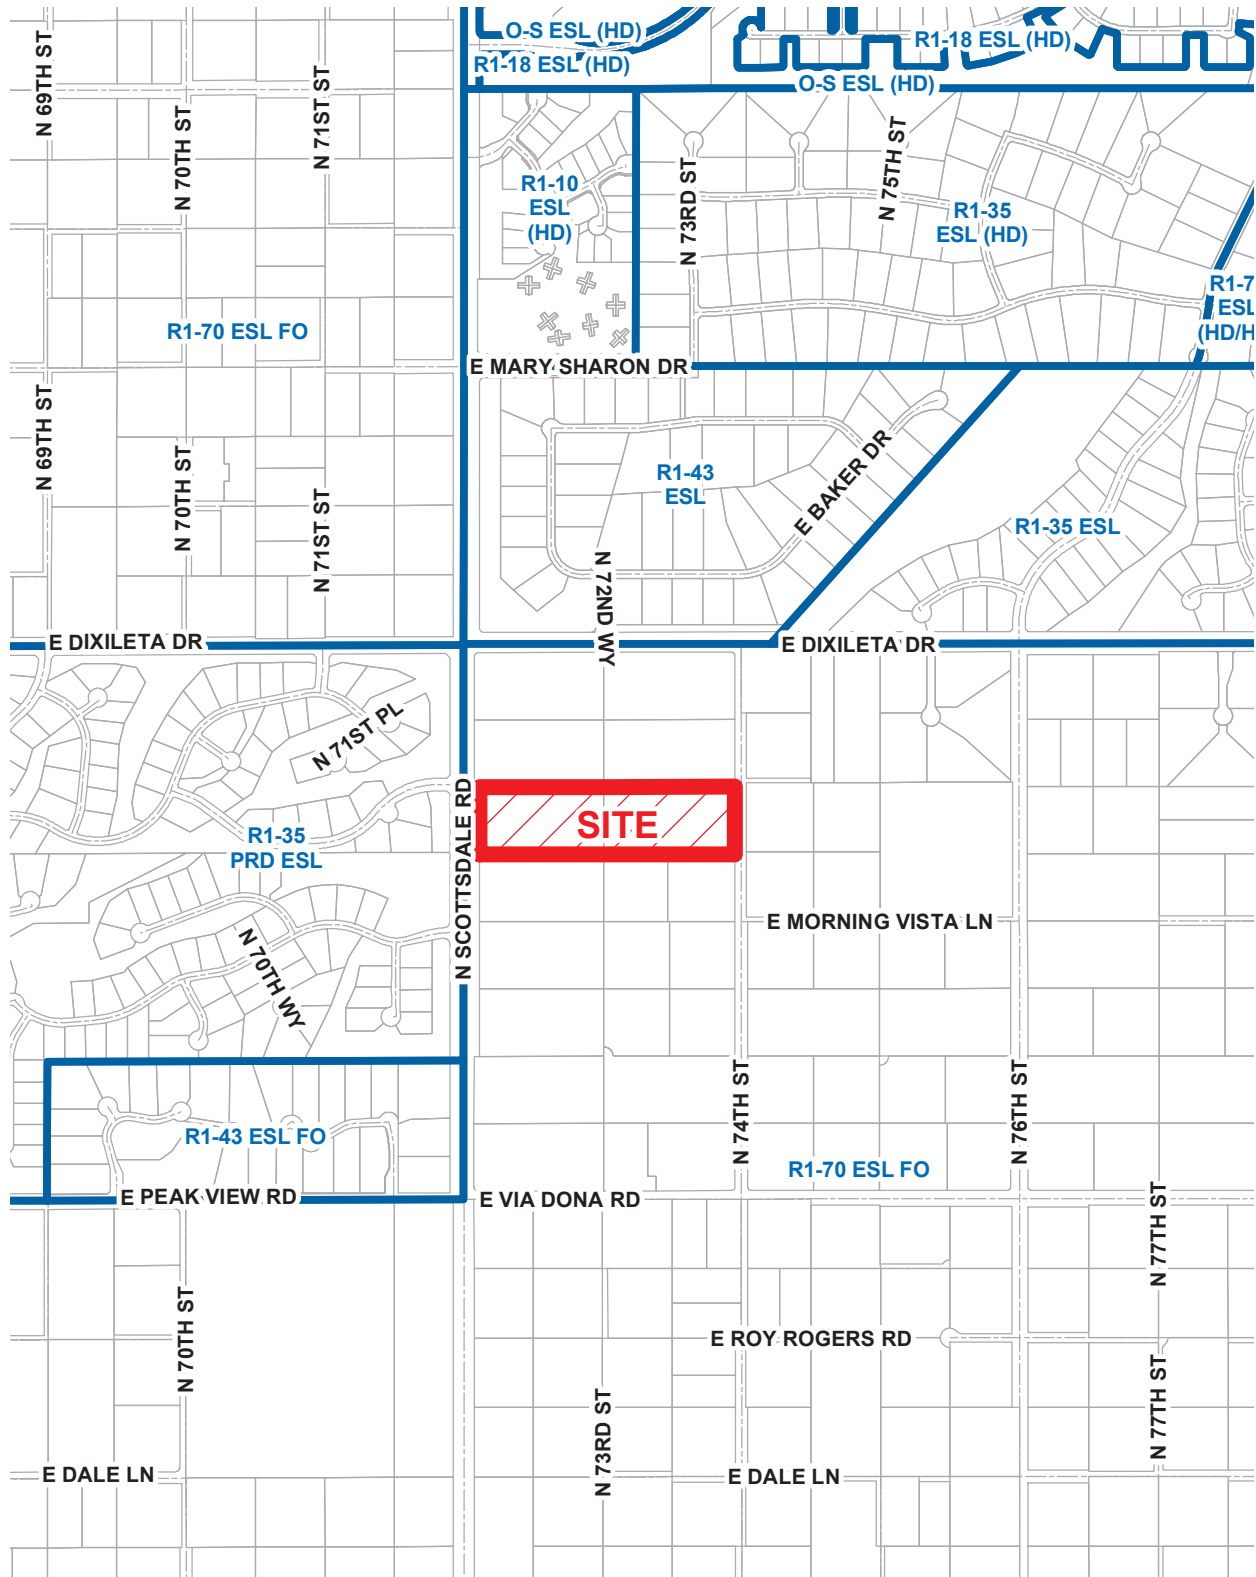 O-S ESL (HD)
R1-18 ESL (HD)
R1-18 ESL (HD)
O-S ESL (HD)
N 69TH ST
N 70TH ST
N 71ST ST
N 73RD ST
N 75TH ST
R1-10
ESL
(HD)
R1-35
ESL (HD)
R1-7
ESL
(HD/H
R1-70 ESL FO
E MARY SHARON DR
N 69TH ST
N 70TH ST
N 71ST ST
R1-43
ESL
E BAKER DR
R1-35 ESL
N 72ND WY
E DIXILETA DR
E DIXILETA DR
N 71ST PL
N SCOTTSDALE RD
SITE
R1-35
PRD ESL
E MORNING VISTA LN
N 70TH WY
N 74TH ST
N 76TH ST
R1-43 ESL FO
R1-70 ESL FO
E PEAK VIEW RD
E VIA DONA RD
N 77TH ST
N 70TH ST
E ROY ROGERS RD
N 73RD ST
N 77TH ST
E DALE LN
E DALE LN